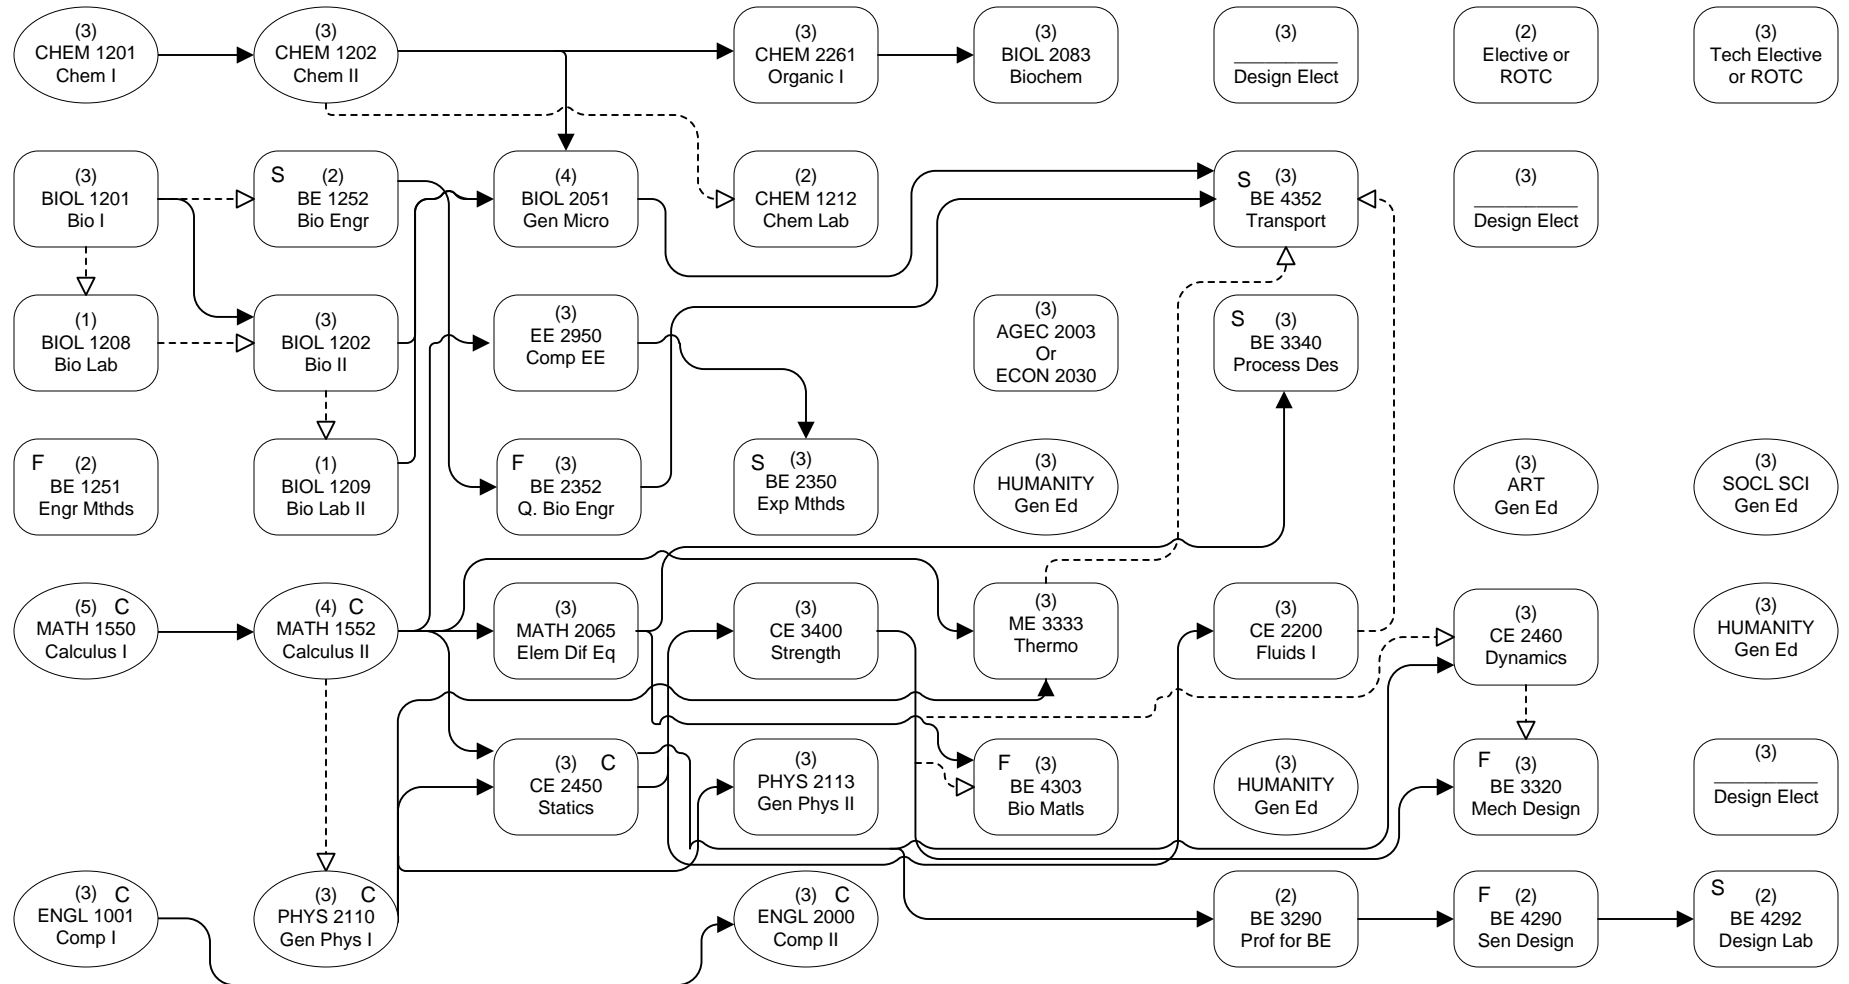 (3)
CHEM 1201
Chem I
(3)
CHEM 1202
Chem II
(3)
CHEM 2261
Organic I
(3)
BIOL 2083
Biochem
(3)
___________
Design Elect
(2)
Elective or
ROTC
(3)
Tech Elective
or ROTC
(3)
BIOL 1201
Bio I
S (2)
BE 1252
Bio Engr
(4)
BIOL 2051
Gen Micro
(2)
CHEM 1212
Chem Lab
S (3)
BE 4352
Transport
(3)
___________
Design Elect
(1)
BIOL 1208
Bio Lab
(3)
BIOL 1202
Bio II
(3)
EE 2950
Comp EE
(3)
AGEC 2003
Or
ECON 2030
S (3)
BE 3340
Process Des
F (2)
BE 1251
Engr Mthds
(1)
BIOL 1209
Bio Lab II
F (3)
BE 2352
Q. Bio Engr
S (3)
BE 2350
Exp Mthds
(3)
HUMANITY
Gen Ed
(3)
ART
Gen Ed
(3)
SOCL SCI
Gen Ed
(5) C
MATH 1550
Calculus I
(4) C
MATH 1552
Calculus II
(3)
MATH 2065
Elem Dif Eq
(3)
CE 3400
Strength
(3)
ME 3333
Thermo
(3)
CE 2200
Fluids I
(3)
CE 2460
Dynamics
(3)
HUMANITY
Gen Ed
(3) C
CE 2450
Statics
(3)
PHYS 2113
Gen Phys II
F (3)
BE 4303
Bio Matls
(3)
HUMANITY
Gen Ed
F (3)
BE 3320
Mech Design
(3)
___________
Design Elect
(3) C
ENGL 1001
Comp I
(3) C
PHYS 2110
Gen Phys I
(3) C
ENGL 2000
Comp II
(2)
BE 3290
Prof for BE
F (2)
BE 4290
Sen Design
S (2)
BE 4292
Design Lab